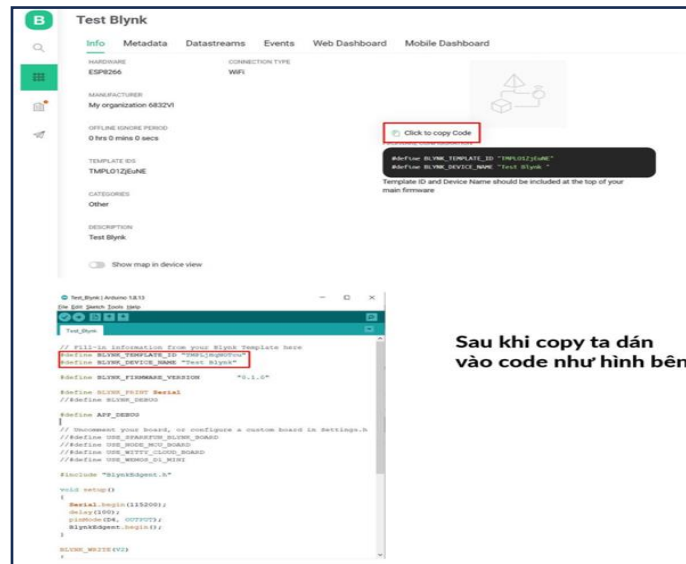 B
Test Blynk
Info Metadata Datastreams Events Web Dashboard Mobile Dashboard
HARDWARE CONNECTION TYPE
ESP8266 WiFi
MANUFACTURER
My organization 6832VI
OFFLINE IGNORE PERIOD
0 hrs 0 mins 0 secs
Click to copy Code
TEMPLATE IDS
#define BLYNK_TEMPLATE_ID "TMPLO1ZjEuNE"
#define BLYNK_DEVICE_NAME "Test Blynk "
TMPLO1ZjEuNE
Template ID and Device Name should be included at the top of your
main firmware
CATEGORIES
Other
DESCRIPTION
Test Blynk
Show map in device view
Test_Blynk | Arduino 1.8.13
File Edit Sketch Tools Help
Test_Blynk
// Fill-in information from your Blynk Template here
#define BLYNK_TEMPLATE_ID
#define BLYNK_DEVICE_NAME "Test Blynk"
#define BLYNK_FIRMWARE_VERSION "0.1.0"
#define BLYNK_PRINT Serial
//#define BLYNK_DEBUG
#define APP_DEBUG
// Uncomment your board, or configure a custom board in Settings.h
//#define USE_SPARKFUN_BLYNK_BOARD
//#define USE_NODE_MCU_BOARD
//#define USE_WITTY_CLOUD_BOARD
//#define USE_WEMOS_D1_MINI
#include "BlynkEdgent.h"
void setup()
{
Serial.begin(115200);
delay(100);
pinMode(D4, OUTPUT);
BlynkEdgent.begin();
}
BLYNK_WRITE(V2)
Sau khi copy ta dán
vào code như hình bên